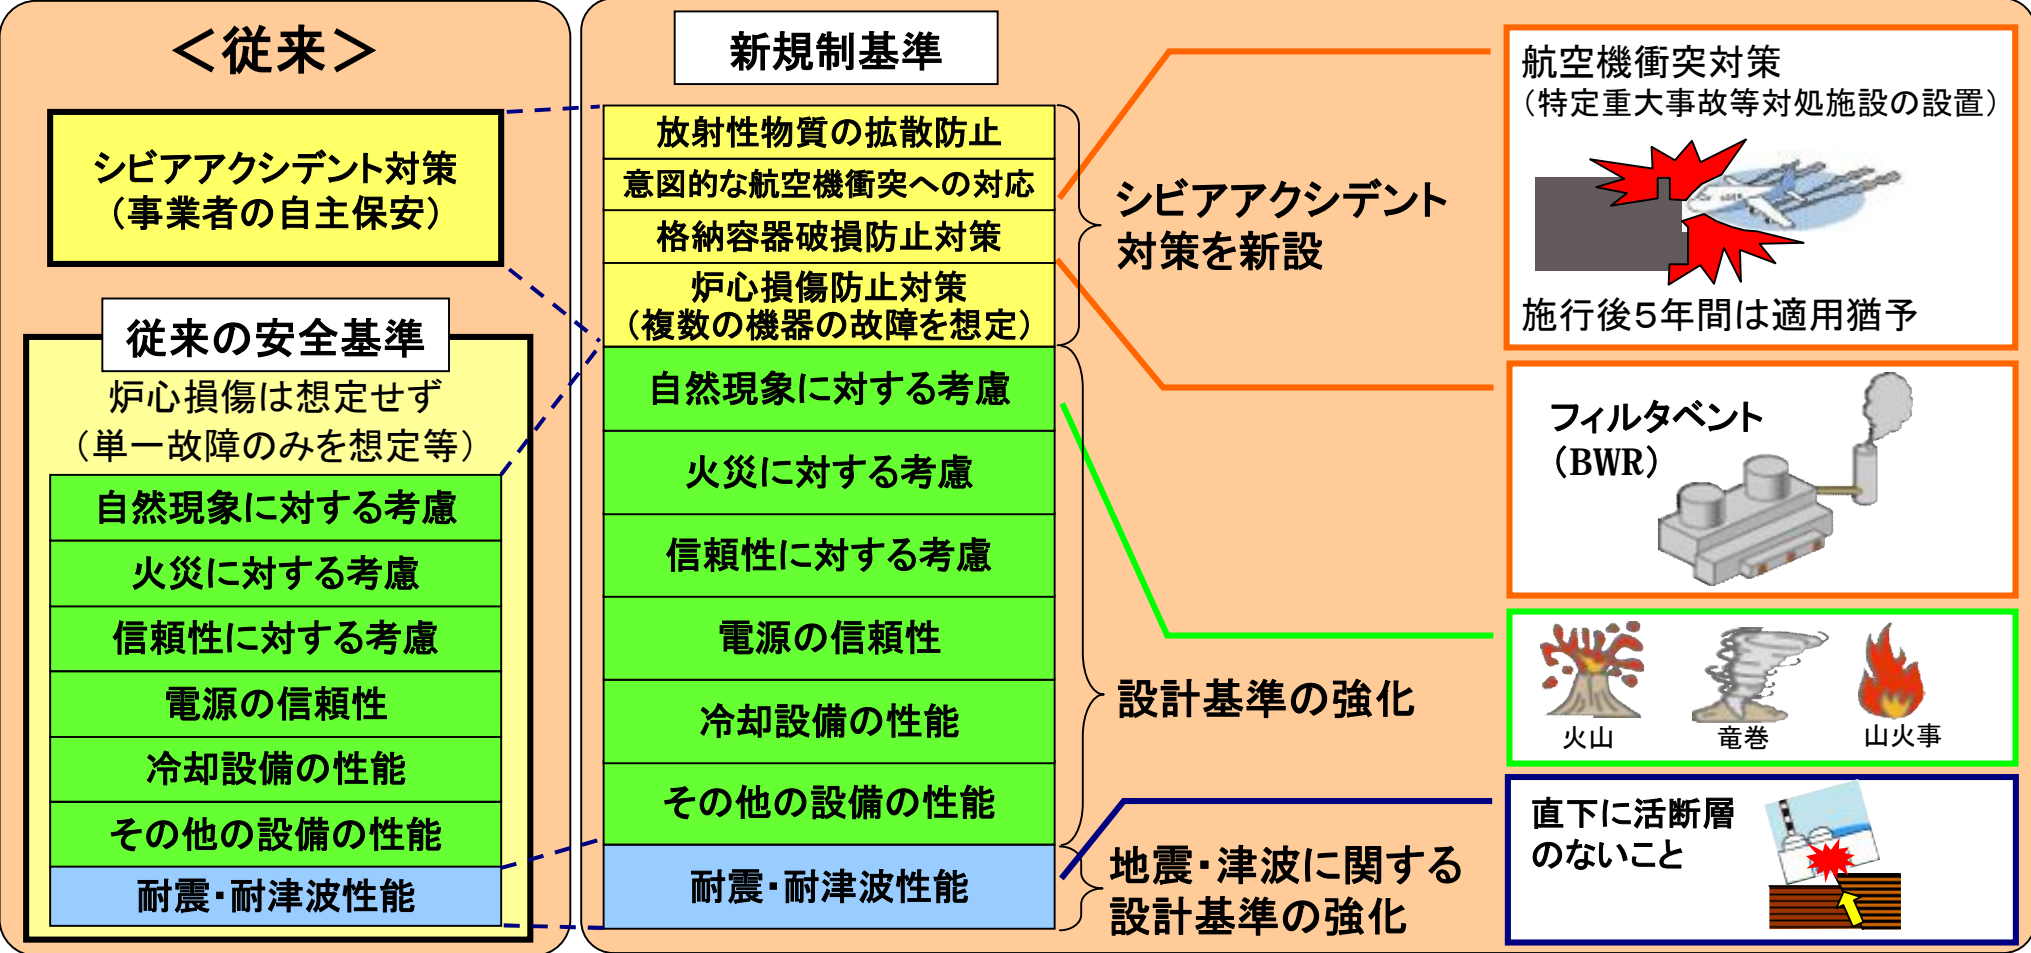 ＜従来＞
シビアアクシデント対策
（事業者の自主保安）
従来の安全基準
炉心損傷は想定せず
（単一故障のみを想定等）
自然現象に対する考慮
火災に対する考慮
信頼性に対する考慮
電源の信頼性
冷却設備の性能
その他の設備の性能
耐震・耐津波性能
新規制基準
放射性物質の拡散防止
意図的な航空機衝突への対応
格納容器破損防止対策
炉心損傷防止対策
（複数の機器の故障を想定）
自然現象に対する考慮
火災に対する考慮
信頼性に対する考慮
電源の信頼性
冷却設備の性能
その他の設備の性能
耐震・耐津波性能
シビアアクシデント
対策を新設
設計基準の強化
地震・津波に関する
設計基準の強化
航空機衝突対策
（特定重大事故等対処施設の設置）
施行後５年間は適用猶予
フィルタベント
（BWR）
火山
竜巻
山火事
直下に活断層
のないこと